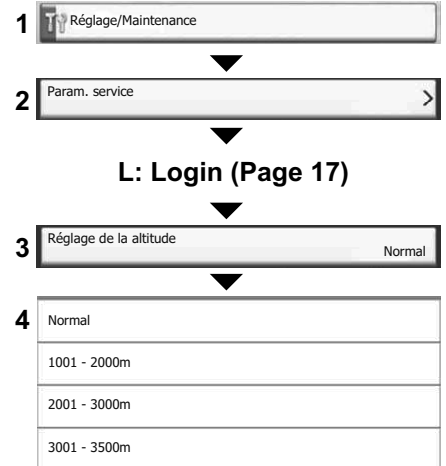 1 Réglage/Maintenance
2 Param. service
L: Login (Page 17)
3 Réglage de la altitude Normal
4 Normal
1001 - 2000m
2001 - 3000m
3001 - 3500m